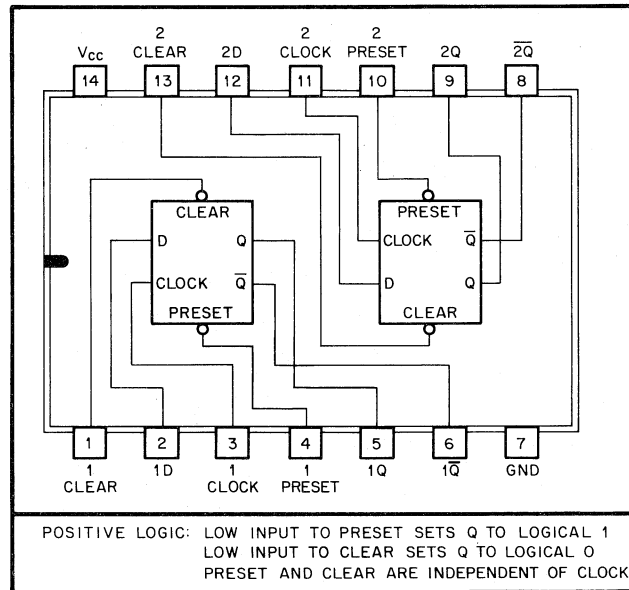 2 CLEAR
2D
2 CLOCK
2 PRESET
2Q
2Q̅
Vcc
14
13
12
11
10
9
8
CLEAR
D
Q
CLOCK
Q̅
PRESET
PRESET
CLOCK
Q̅
D
Q
CLEAR
1
2
3
4
5
6
7
1 CLEAR
1D
1 CLOCK
1 PRESET
1Q
1Q̅
GND
POSITIVE LOGIC: LOW INPUT TO PRESET SETS Q TO LOGICAL 1
LOW INPUT TO CLEAR SETS Q TO LOGICAL 0
PRESET AND CLEAR ARE INDEPENDENT OF CLOCK